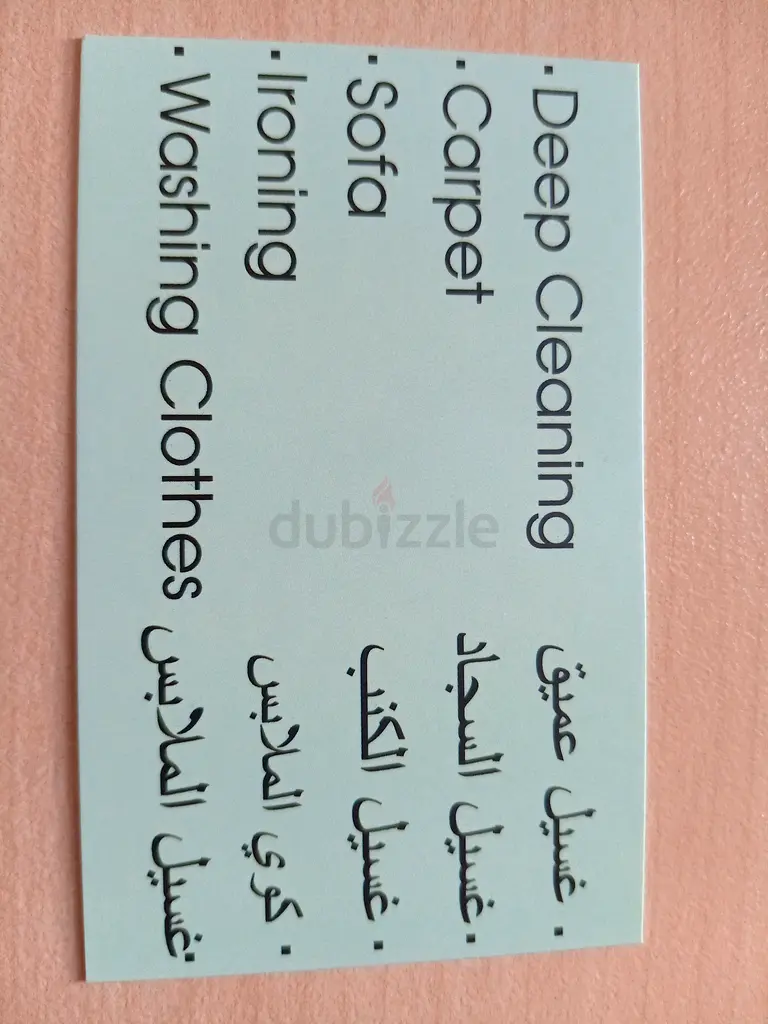 · Deep Cleaning
· غسيل عميق
· Carpet
· غسيل السجاد
· Sofa
· غسيل الكنب
· Ironing
· كوي الملابس
· Washing Clothes
· غسيل الملابس
dubizzle